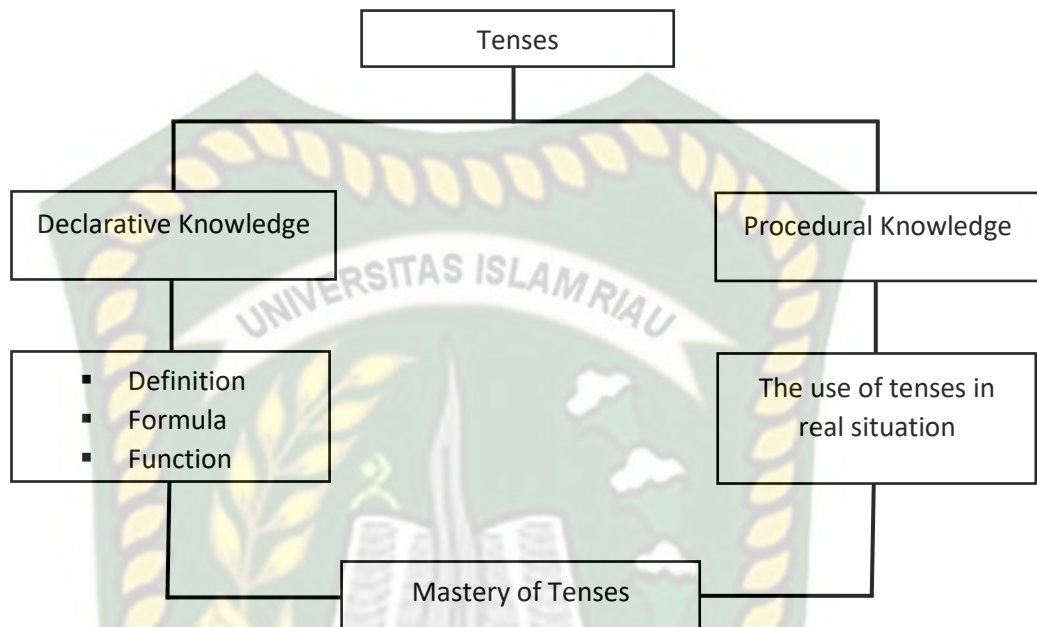 Tenses
Declarative Knowledge
Procedural Knowledge
UNIVERSITAS ISLAM RIAU
▪ Definition
▪ Formula
▪ Function
The use of tenses in
real situation
Mastery of Tenses